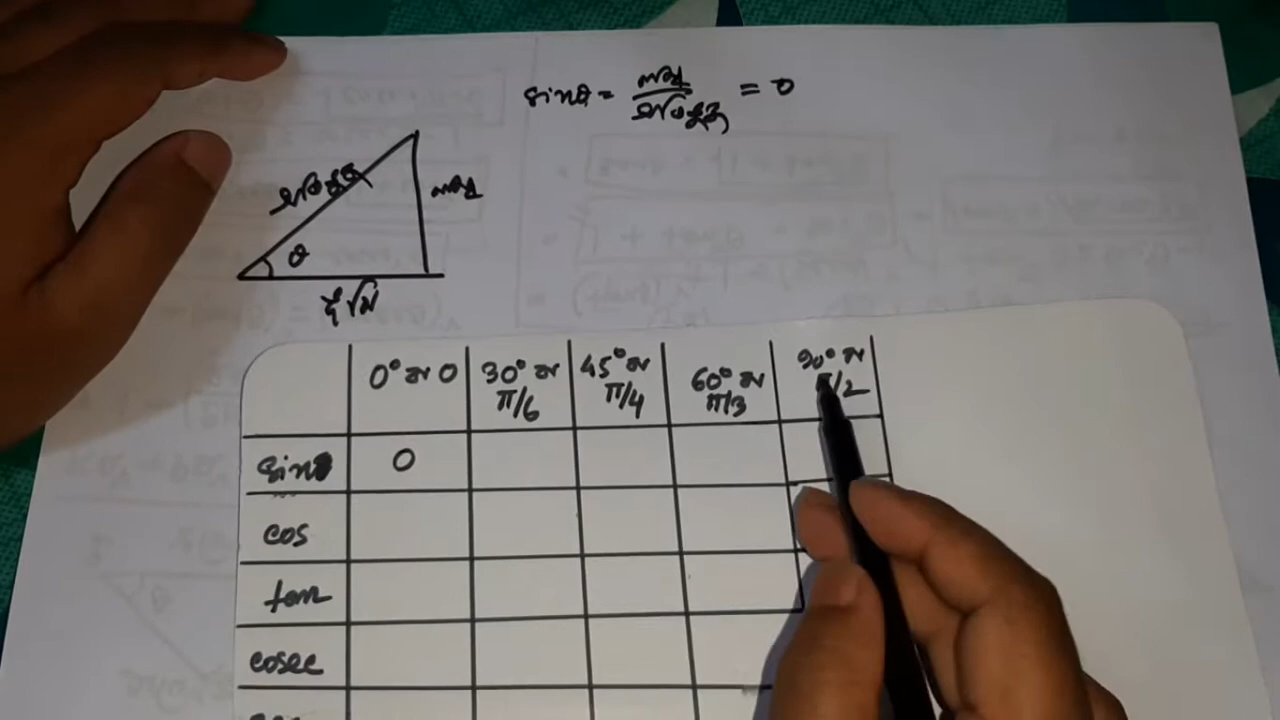 sinθ = লম্ব/অতিভুজ = 0
অতিভুজ
লম্ব
θ
ভূমি
0° বা 0
30° বা π/6
45° বা π/4
60° বা π/3
90° বা π/2
sin 0
cos
tan
cosec